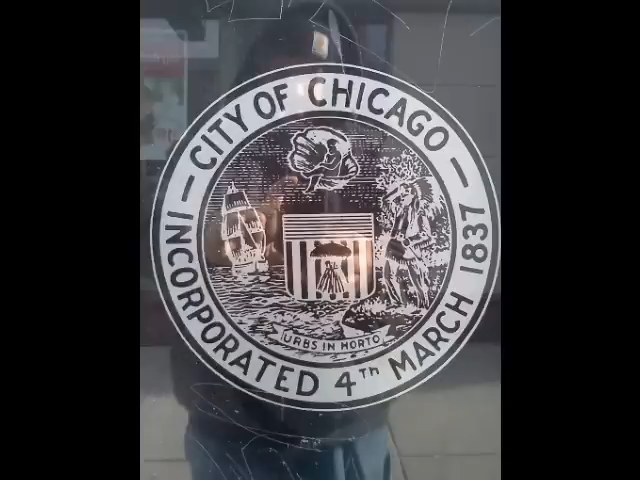 CITY OF CHICAGO
INCORPORATED 4TH MARCH 1837
URBS IN HORTO